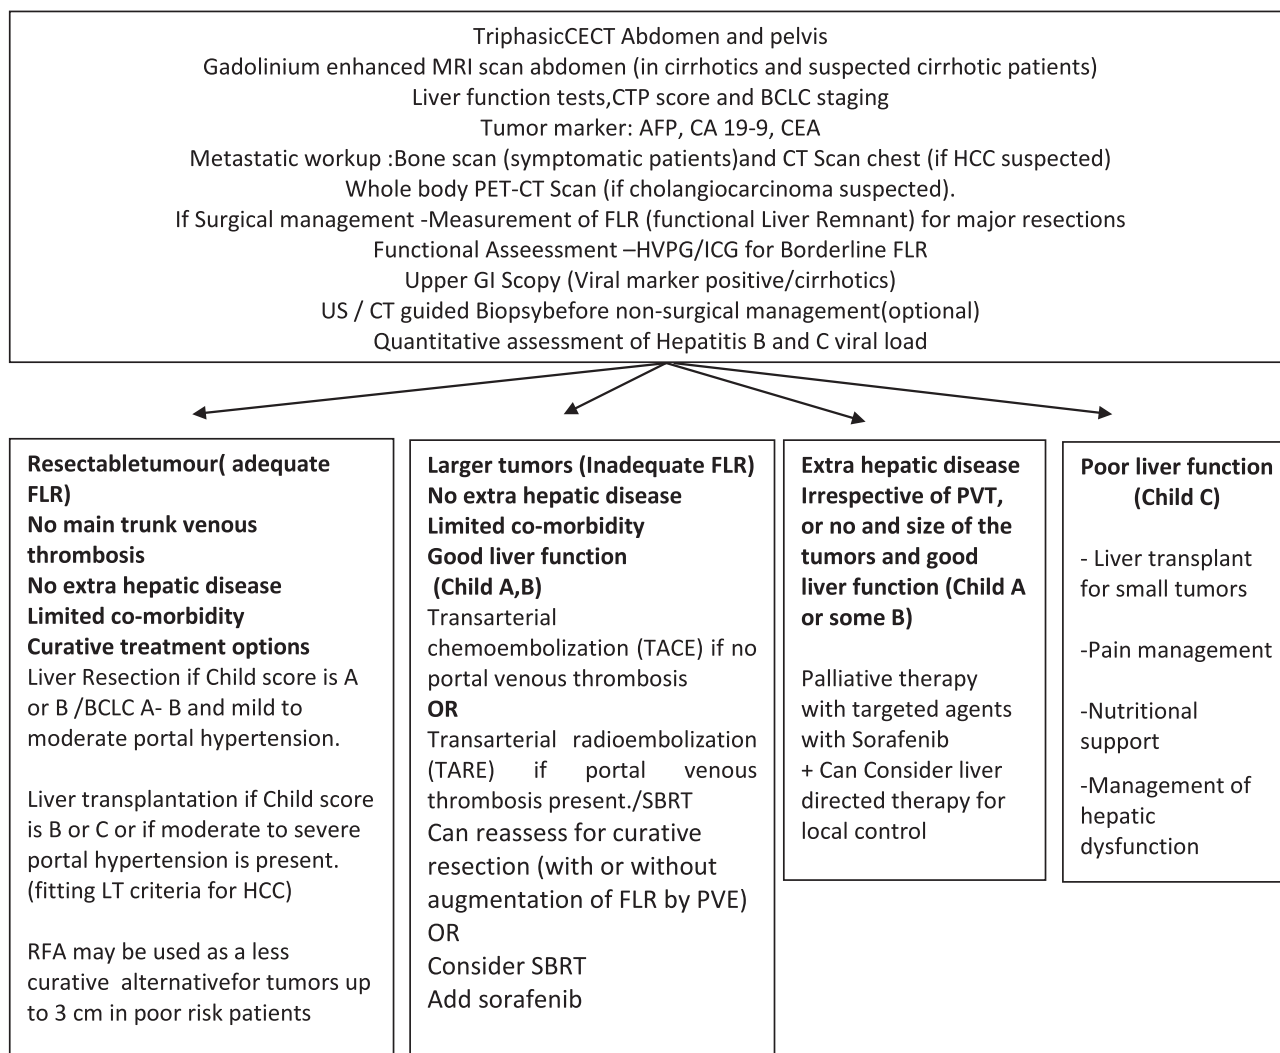 TriphasicCECT Abdomen and pelvis
Gadolinium enhanced MRI scan abdomen (in cirrhotics and suspected cirrhotic patients)
Liver function tests,CTP score and BCLC staging
Tumor marker: AFP, CA 19-9, CEA
Metastatic workup :Bone scan (symptomatic patients)and CT Scan chest (if HCC suspected)
Whole body PET-CT Scan (if cholangiocarcinoma suspected).
If Surgical management -Measurement of FLR (functional Liver Remnant) for major resections
Functional Asseessment –HVPG/ICG for Borderline FLR
Upper GI Scopy (Viral marker positive/cirrhotics)
US / CT guided Biopsybefore non-surgical management(optional)
Quantitative assessment of Hepatitis B and C viral load
Resectabletumour( adequate
FLR)
No main trunk venous
thrombosis
No extra hepatic disease
Limited co-morbidity
Curative treatment options
Liver Resection if Child score is A
or B /BCLC A- B and mild to
moderate portal hypertension.
Liver transplantation if Child score
is B or C or if moderate to severe
portal hypertension is present.
(fitting LT criteria for HCC)
RFA may be used as a less
curative alternativefor tumors up
to 3 cm in poor risk patients
Larger tumors (Inadequate FLR)
No extra hepatic disease
Limited co-morbidity
Good liver function
(Child A,B)
Transarterial
chemoembolization (TACE) if no
portal venous thrombosis
OR
Transarterial radioembolization
(TARE) if portal venous
thrombosis present./SBRT
Can reassess for curative
resection (with or without
augmentation of FLR by PVE)
OR
Consider SBRT
Add sorafenib
Extra hepatic disease
Irrespective of PVT,
or no and size of the
tumors and good
liver function (Child A
or some B)
Palliative therapy
with targeted agents
with Sorafenib
+ Can Consider liver
directed therapy for
local control
Poor liver function
(Child C)
- Liver transplant
for small tumors
-Pain management
-Nutritional
support
-Management of
hepatic
dysfunction